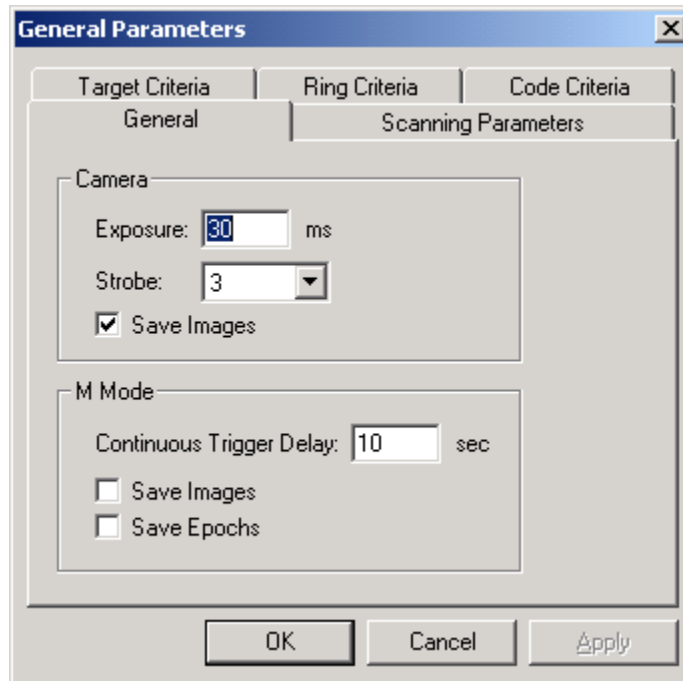 General Parameters
Target Criteria Ring Criteria Code Criteria
General Scanning Parameters
Camera
Exposure: 30 ms
Strobe: 3
Save Images
M Mode
Continuous Trigger Delay: 10 sec
Save Images
Save Epochs
OK Cancel Apply